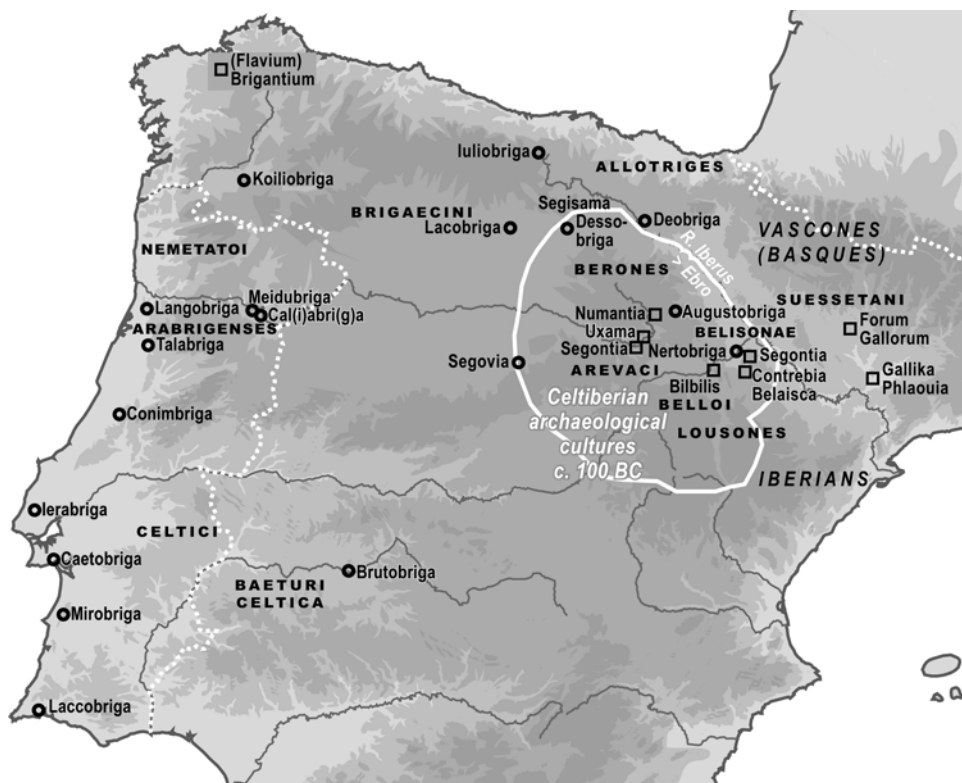 (Flavium)
Brigantium
Iuliobriga
ALLOTRIGES
Koiliobriga
Segisama
BRIGAECINI
Lacobriga
Desso-
briga
Deobriga
VASCONES
(BASQUES)
NEMETATOI
R. Iberus
> Ebro
BERONES
SUESSETANI
Meidubriga
Langobriga
Cal(i)abri(g)a
ARABRIGENSES
Talabriga
Numantia
Augustobriga
Uxama
BELISONAE
Forum
Gallorum
Segontia
Nertobriga
Segontia
Segovia
AREVACI
Bilbilis
Contrebia
Belaisca
Gallika
Phlaouia
Celtiberian
archaeological
cultures
c. 100 BC
BELLOI
Conimbriga
LOUSONES
IBERIANS
Ierabriga
CELTICI
Caetobriga
BAETURI
CELTICA
Brutobriga
Mirobriga
Laccobriga